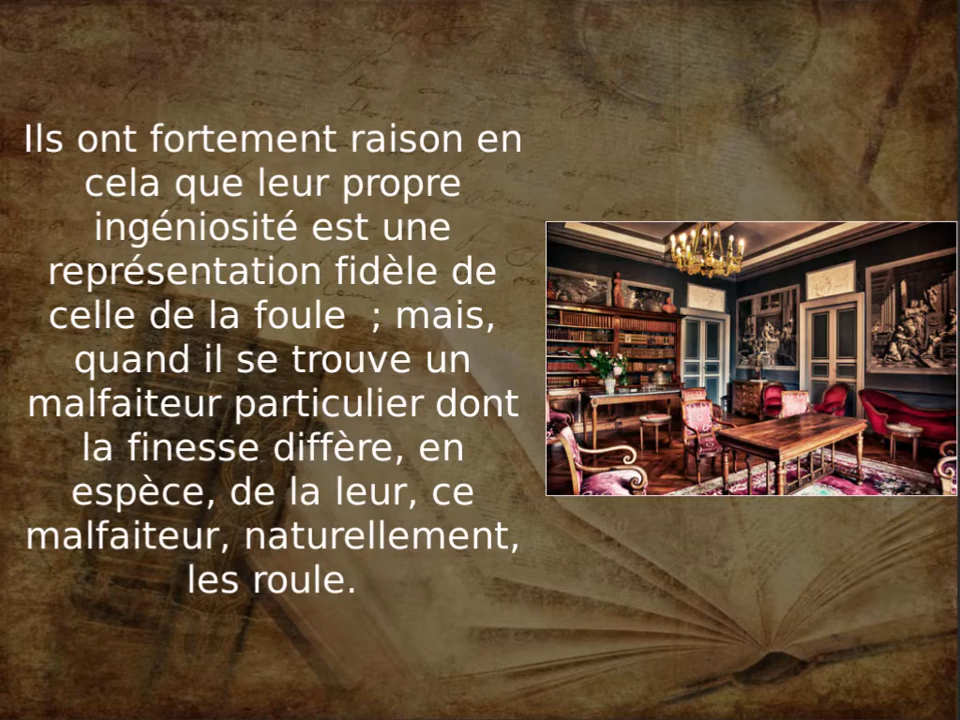 Ils ont fortement raison en
cela que leur propre
ingéniosité est une
représentation fidèle de
celle de la foule  ; mais,
quand il se trouve un
malfaiteur particulier dont
la finesse diffère, en
espèce, de la leur, ce
malfaiteur, naturellement,
les roule.